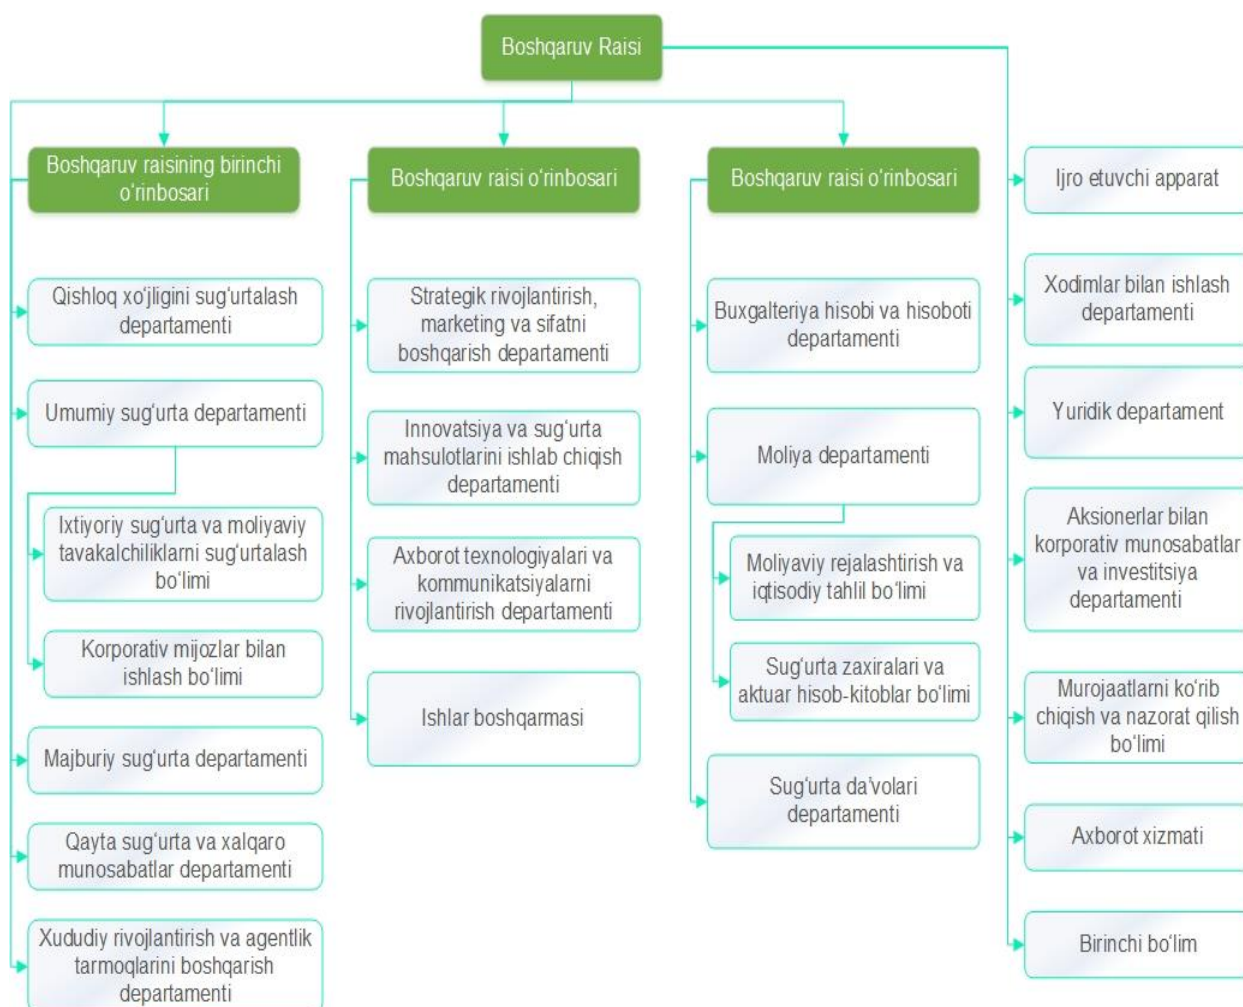 Boshqaruv Raisi
Boshqaruv raisining birinchi
o‘rinbosari
Qishloq xo‘jligini sug‘urtalash
departamenti
Umumiy sug‘urta departamenti
Ixtiyoriy sug‘urta va moliyaviy
tavakalchiliklarni sug‘urtalash
bo‘limi
Korporativ mijozlar bilan
ishlash bo‘limi
Majburiy sug‘urta departamenti
Qayta sug‘urta va xalqaro
munosabatlar departamenti
Xududiy rivojlantirish va agentlik
tarmoqlarini boshqarish
departamenti
Boshqaruv raisi o‘rinbosari
Strategik rivojlantirish,
marketing va sifatni
boshqarish departamenti
Innovatsiya va sug‘urta
mahsulotlarini ishlab chiqish
departamenti
Axborot texnologiyalari va
kommunikatsiyalarni
rivojlantirish departamenti
Ishlar boshqarmasi
Boshqaruv raisi o‘rinbosari
Buxgalteriya hisobi va hisoboti
departamenti
Moliya departamenti
Moliyaviy rejalashtirish va
iqtisodiy tahlil bo‘limi
Sug‘urta zaxiralari va
aktuar hisob-kitoblar bo‘limi
Sug‘urta da’volari
departamenti
Ijro etuvchi apparat
Xodimlar bilan ishlash
departamenti
Yuridik departament
Aksionerlar bilan
korporativ munosabatlar
va investitsiya
departamenti
Murojaatlarni ko‘rib
chiqish va nazorat qilish
bo‘limi
Axborot xizmati
Birinchi bo‘lim